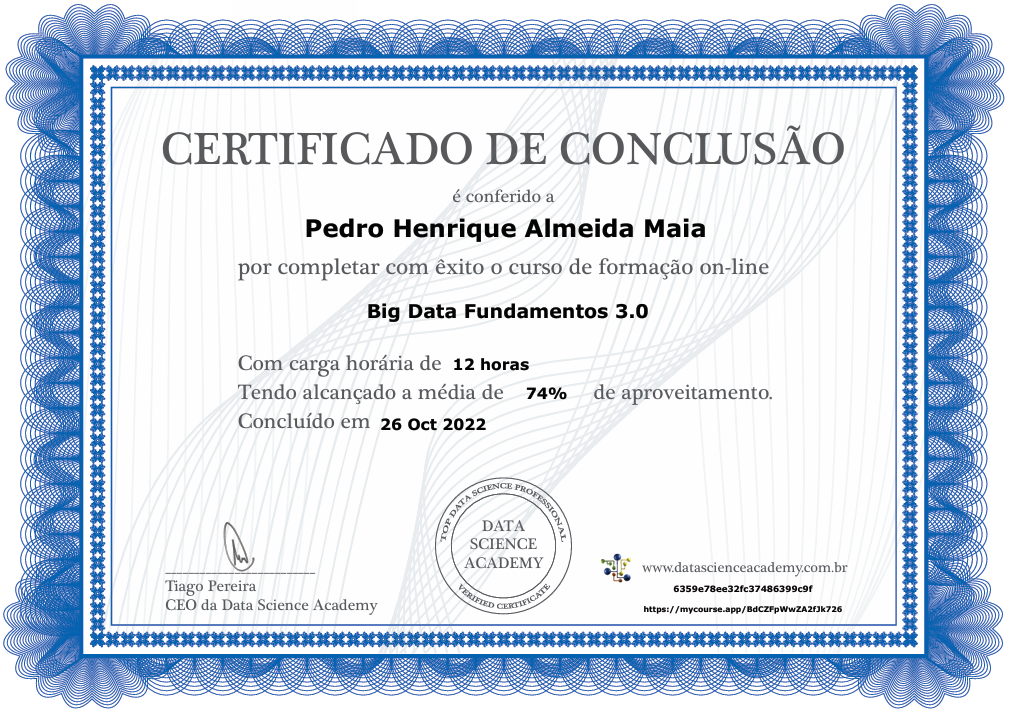 CERTIFICADO DE CONCLUSÃO
é conferido a
Pedro Henrique Almeida Maia
por completar com êxito o curso de formação on-line
Big Data Fundamentos 3.0
Com carga horária de 12 horas
Tendo alcançado a média de 74% de aproveitamento.
Concluído em 26 Oct 2022
TOP DATA SCIENCE PROFESSIONAL
DATA
SCIENCE
ACADEMY
VERIFIED CERTIFICATE
Tiago Pereira
CEO da Data Science Academy
www.datascienceacademy.com.br
6359e78ee32fc37486399c9f
https://mycourse.app/BdCZFpWwZA2fJk726